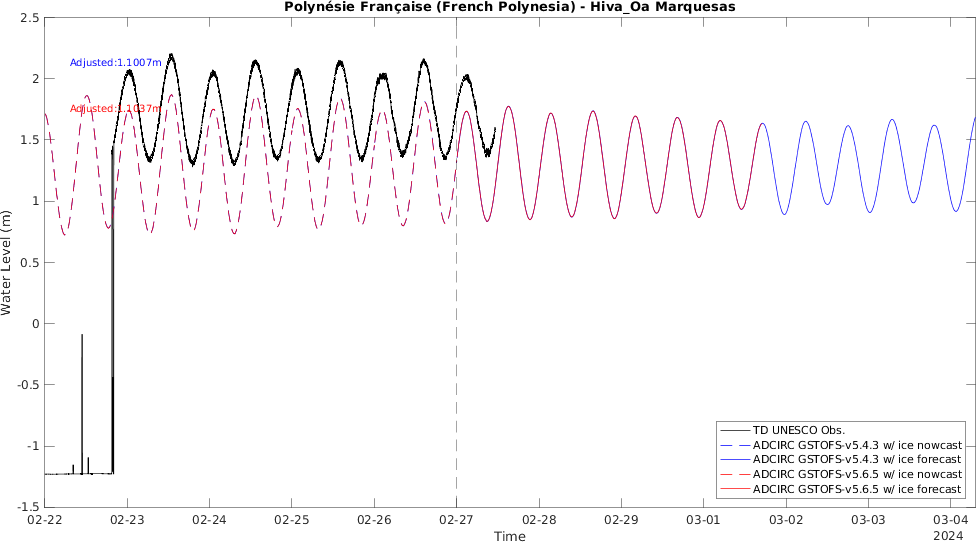 Polynésie Française (French Polynesia) - Hiva_Oa Marquesas
2.5
2
1.5
1
0.5
0
-0.5
-1
-1.5
Water Level (m)
Adjusted:1.1007m
Adjusted:1.1037m
TD UNESCO Obs.
ADCIRC GSTOFS-v5.4.3 w/ ice nowcast
ADCIRC GSTOFS-v5.4.3 w/ ice forecast
ADCIRC GSTOFS-v5.6.5 w/ ice nowcast
ADCIRC GSTOFS-v5.6.5 w/ ice forecast
02-22 02-23 02-24 02-25 02-26 02-27 02-28 02-29 03-01 03-02 03-03 03-04
2024
Time